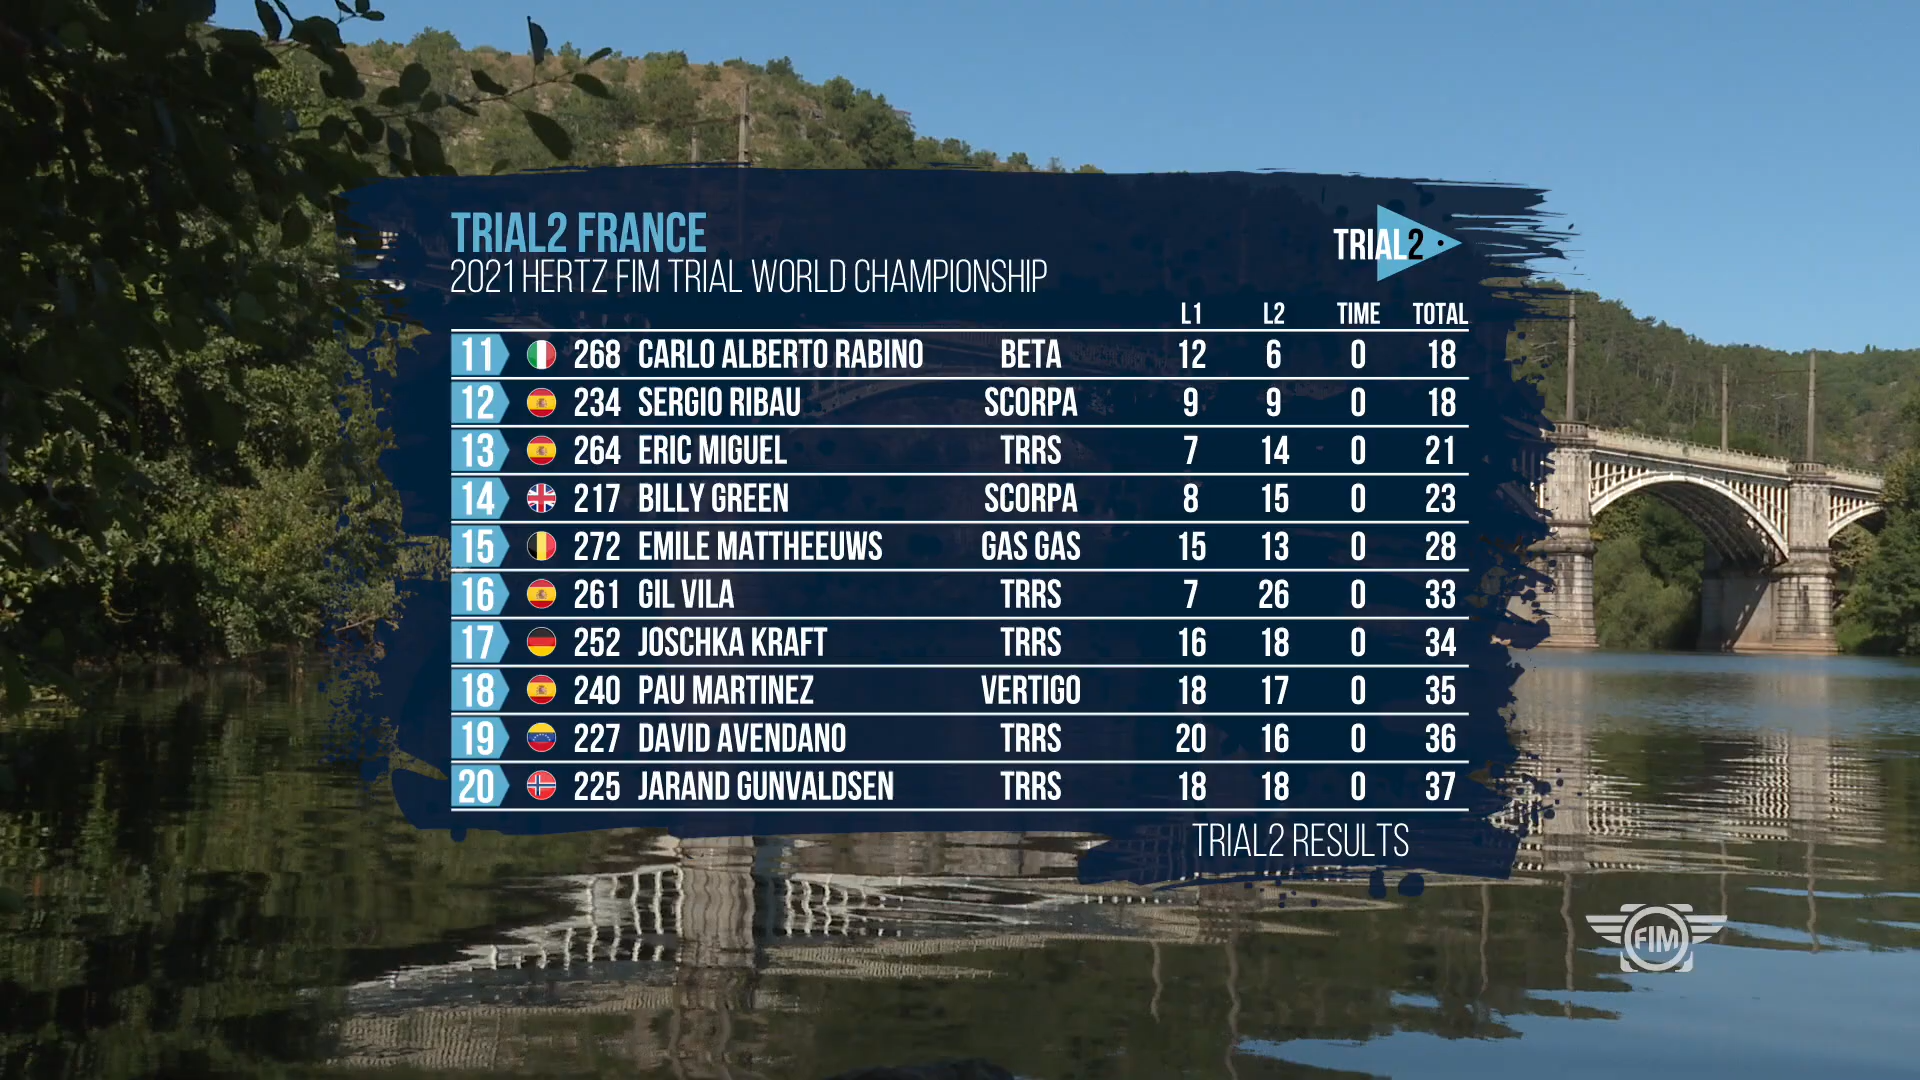 TRIAL2 FRANCE
2021 HERTZ FIM TRIAL WORLD CHAMPIONSHIP
TRIAL2
L1 L2 TIME TOTAL
11 268 CARLO ALBERTO RABINO BETA 12 6 0 18
12 234 SERGIO RIBAU SCORPA 9 9 0 18
13 264 ERIC MIGUEL TRRS 7 14 0 21
14 217 BILLY GREEN SCORPA 8 15 0 23
15 272 EMILE MATTHEEUWS GAS GAS 15 13 0 28
16 261 GIL VILA TRRS 7 26 0 33
17 252 JOSCHKA KRAFT TRRS 16 18 0 34
18 240 PAU MARTINEZ VERTIGO 18 17 0 35
19 227 DAVID AVENDANO TRRS 20 16 0 36
20 225 JARAND GUNVALDSEN TRRS 18 18 0 37
TRIAL2 RESULTS
FIM